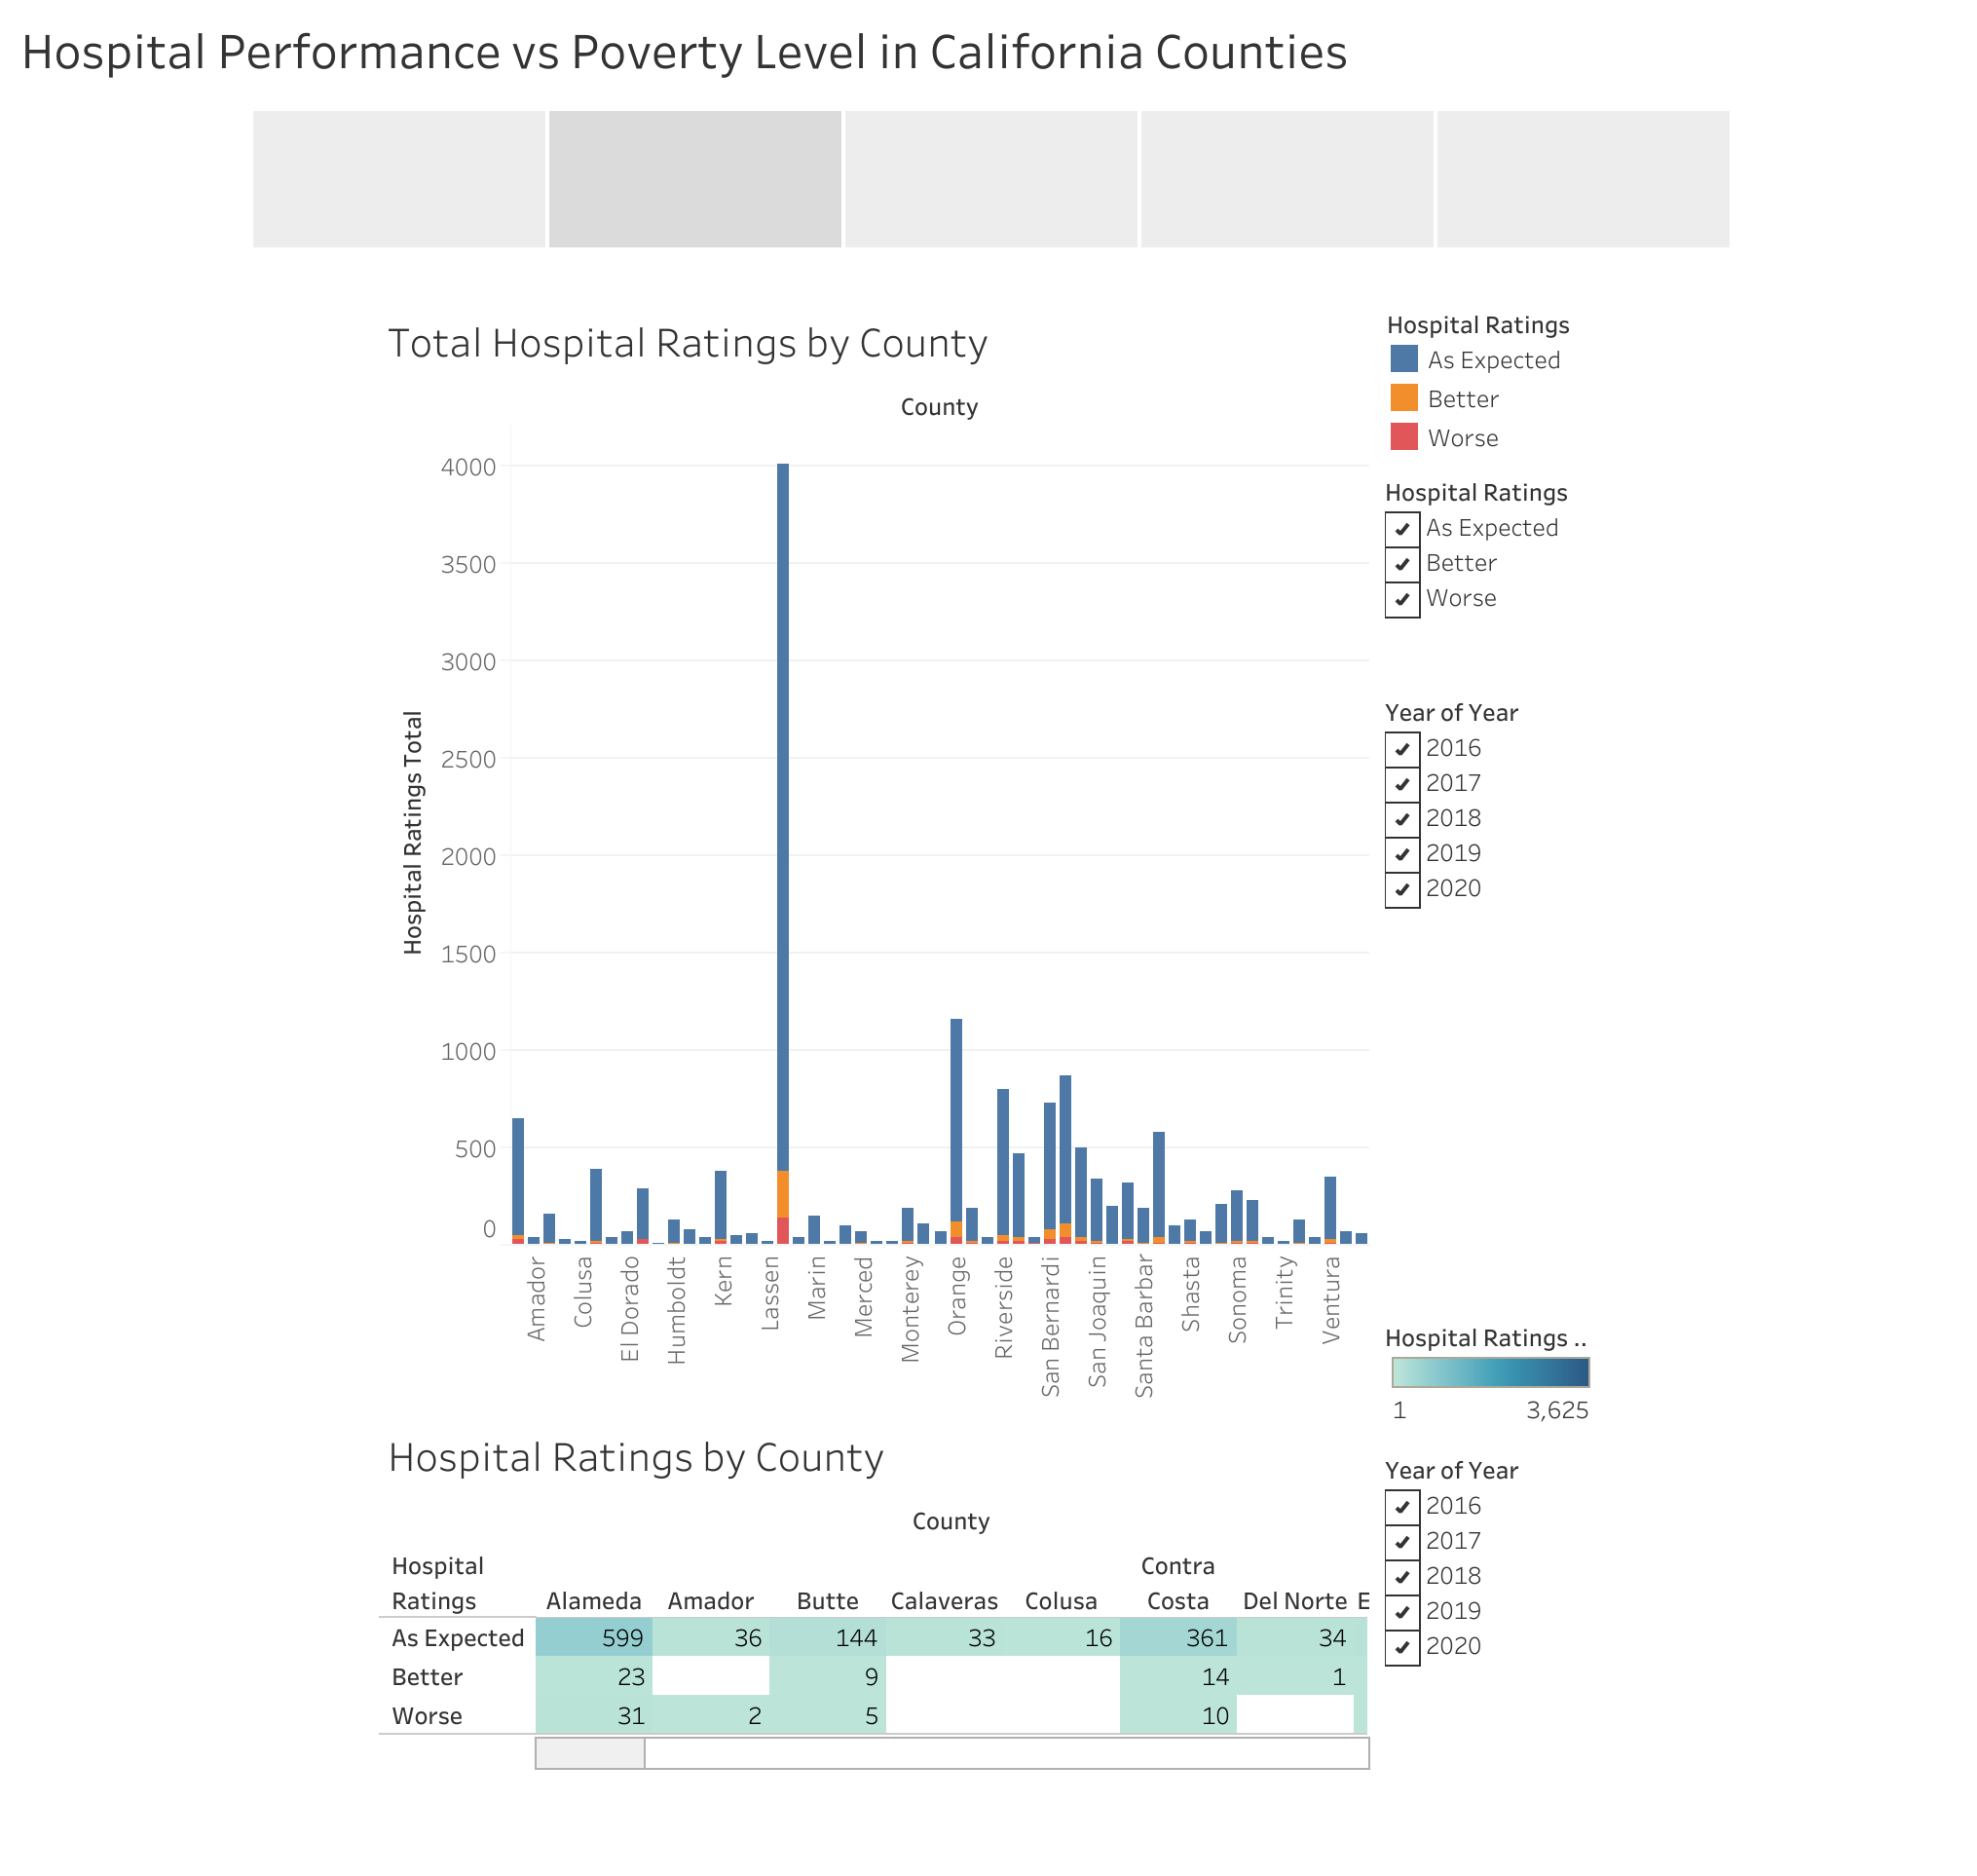 Hospital Performance vs Poverty Level in California Counties
Total Hospital Ratings by County
County
Hospital Ratings Total
4000
3500
3000
2500
2000
1500
1000
500
0
Amador
Colusa
El Dorado
Humboldt
Kern
Lassen
Marin
Merced
Monterey
Orange
Riverside
San Bernardi
San Joaquin
Santa Barbar
Shasta
Sonoma
Trinity
Ventura
Hospital Ratings
As Expected
Better
Worse
Hospital Ratings
As Expected
Better
Worse
Year of Year
2016
2017
2018
2019
2020
Hospital Ratings ..
1 3,625
Hospital Ratings by County
County
Hospital Contra
Ratings Alameda Amador Butte Calaveras Colusa Costa Del Norte E
As Expected 599 36 144 33 16 361 34
Better 23 9 14 1
Worse 31 2 5 10
Year of Year
2016
2017
2018
2019
2020